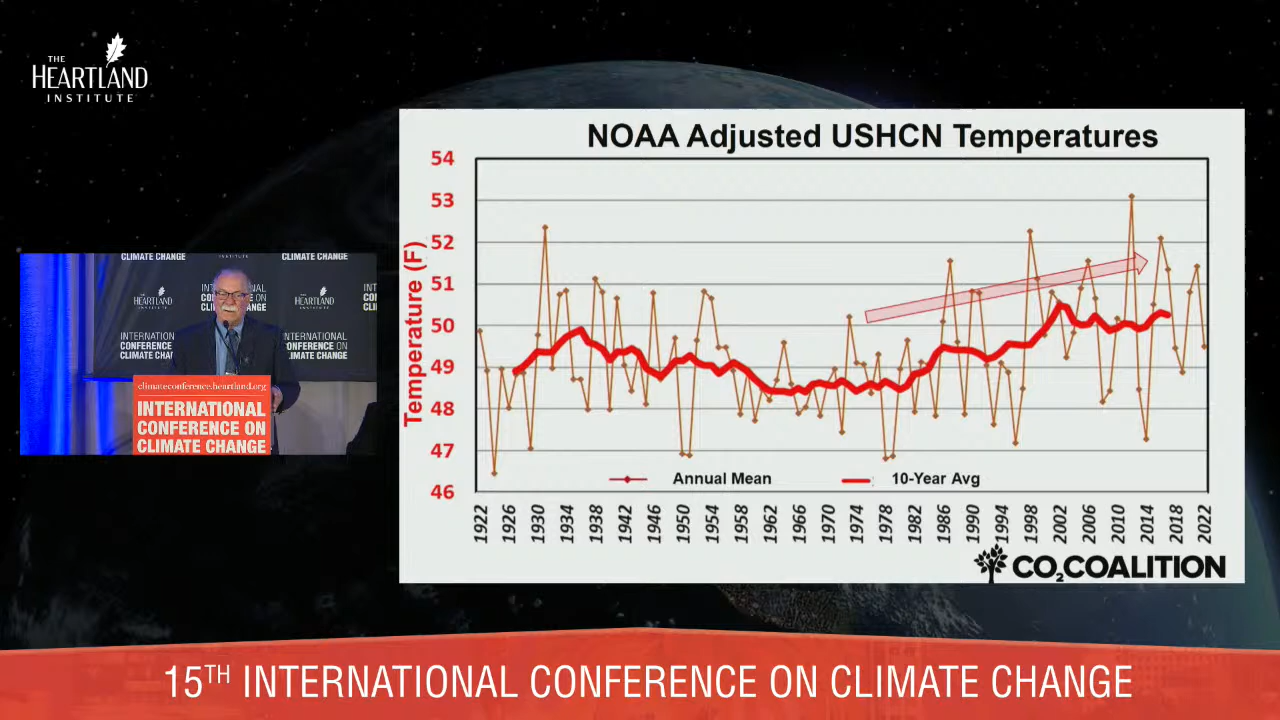 THE
HEARTLAND
INSTITUTE
NOAA Adjusted USHCN Temperatures
54
53
52
51
50
49
48
47
46
Temperature (F)
Annual Mean
10-Year Avg
1922 1926 1930 1934 1938 1942 1946 1950 1954 1958 1962 1966 1970 1974 1978 1982 1986 1990 1994 1998 2002 2006 2010 2014 2018 2022
CO2COALITION
CLIMATE CHANGE
INSTITUTE
CLIMATE CHANGE
HEARTLAND
HEARTLAND
INTERNATIONAL
CONFERENCE ON
CLIMATE CHANGE
climateconference.heartland.org
INTERNATIONAL
CONFERENCE ON
CLIMATE CHANGE
15TH INTERNATIONAL CONFERENCE ON CLIMATE CHANGE